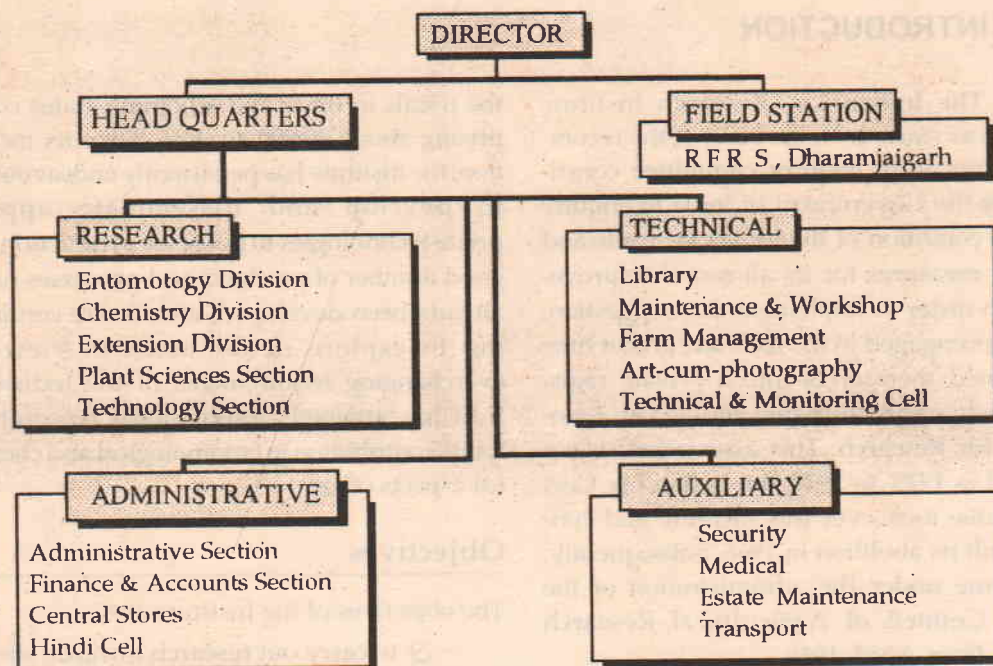 DIRECTOR
HEAD QUARTERS
FIELD STATION
R F R S , Dharamjaigarh
RESEARCH
Entomotogy Division
Chemistry Division
Extension Division
Plant Sciences Section
Technology Section
TECHNICAL
Library
Maintenance & Workshop
Farm Management
Art-cum-photography
Technical & Monitoring Cell
ADMINISTRATIVE
Administrative Section
Finance & Accounts Section
Central Stores
Hindi Cell
AUXILIARY
Security
Medical
Estate Maintenance
Transport